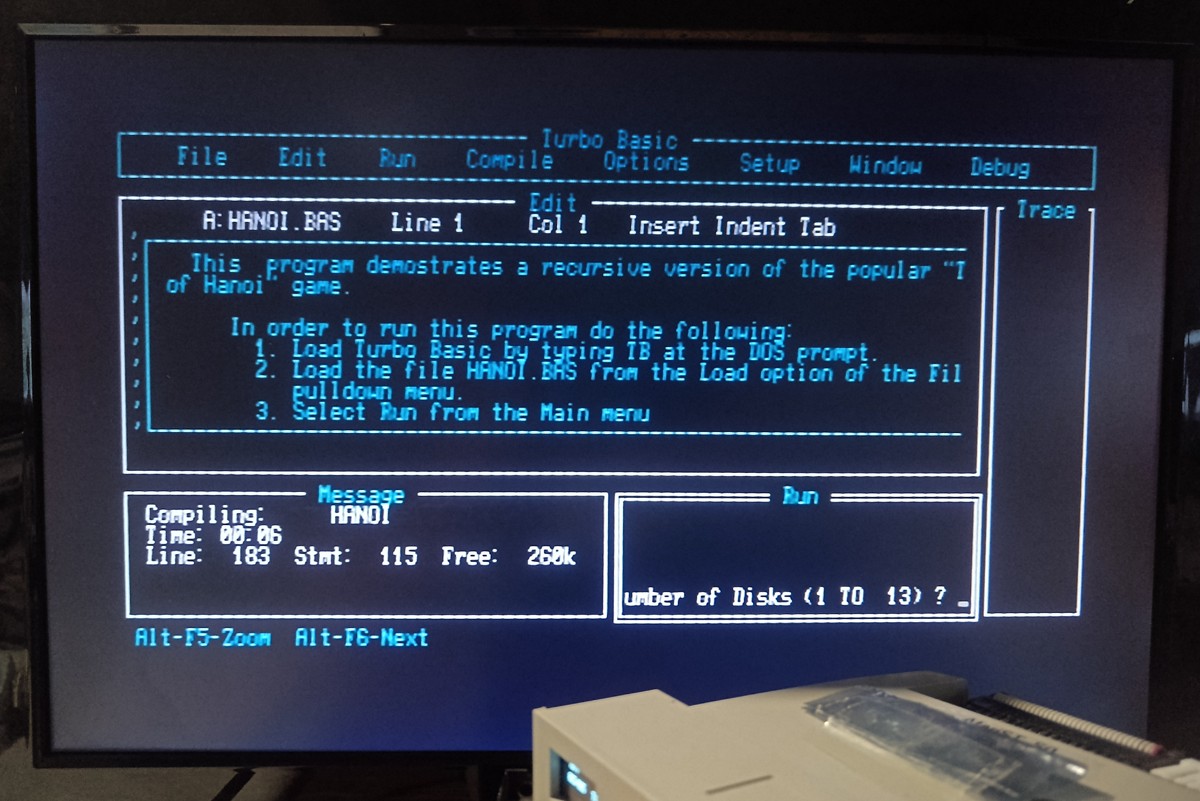 Turbo Basic
File Edit Run Compile Options Setup Window Debug
Edit
A:HANOI.BAS Line 1 Col 1 Insert Indent Tab
Trace
This program demostrates a recursive version of the popular "T
of Hanoi" game.
In order to run this program do the following:
1. Load Turbo Basic by typing TB at the DOS prompt.
2. Load the file HANOI.BAS from the Load option of the Fil
pulldown menu.
3. Select Run from the Main menu
Message
Compiling: HANOI
Time: 00:06
Line: 183 Stmt: 115 Free: 260k
Run
umber of Disks (1 TO 13) ? _
Alt-F5-Zoom Alt-F6-Next